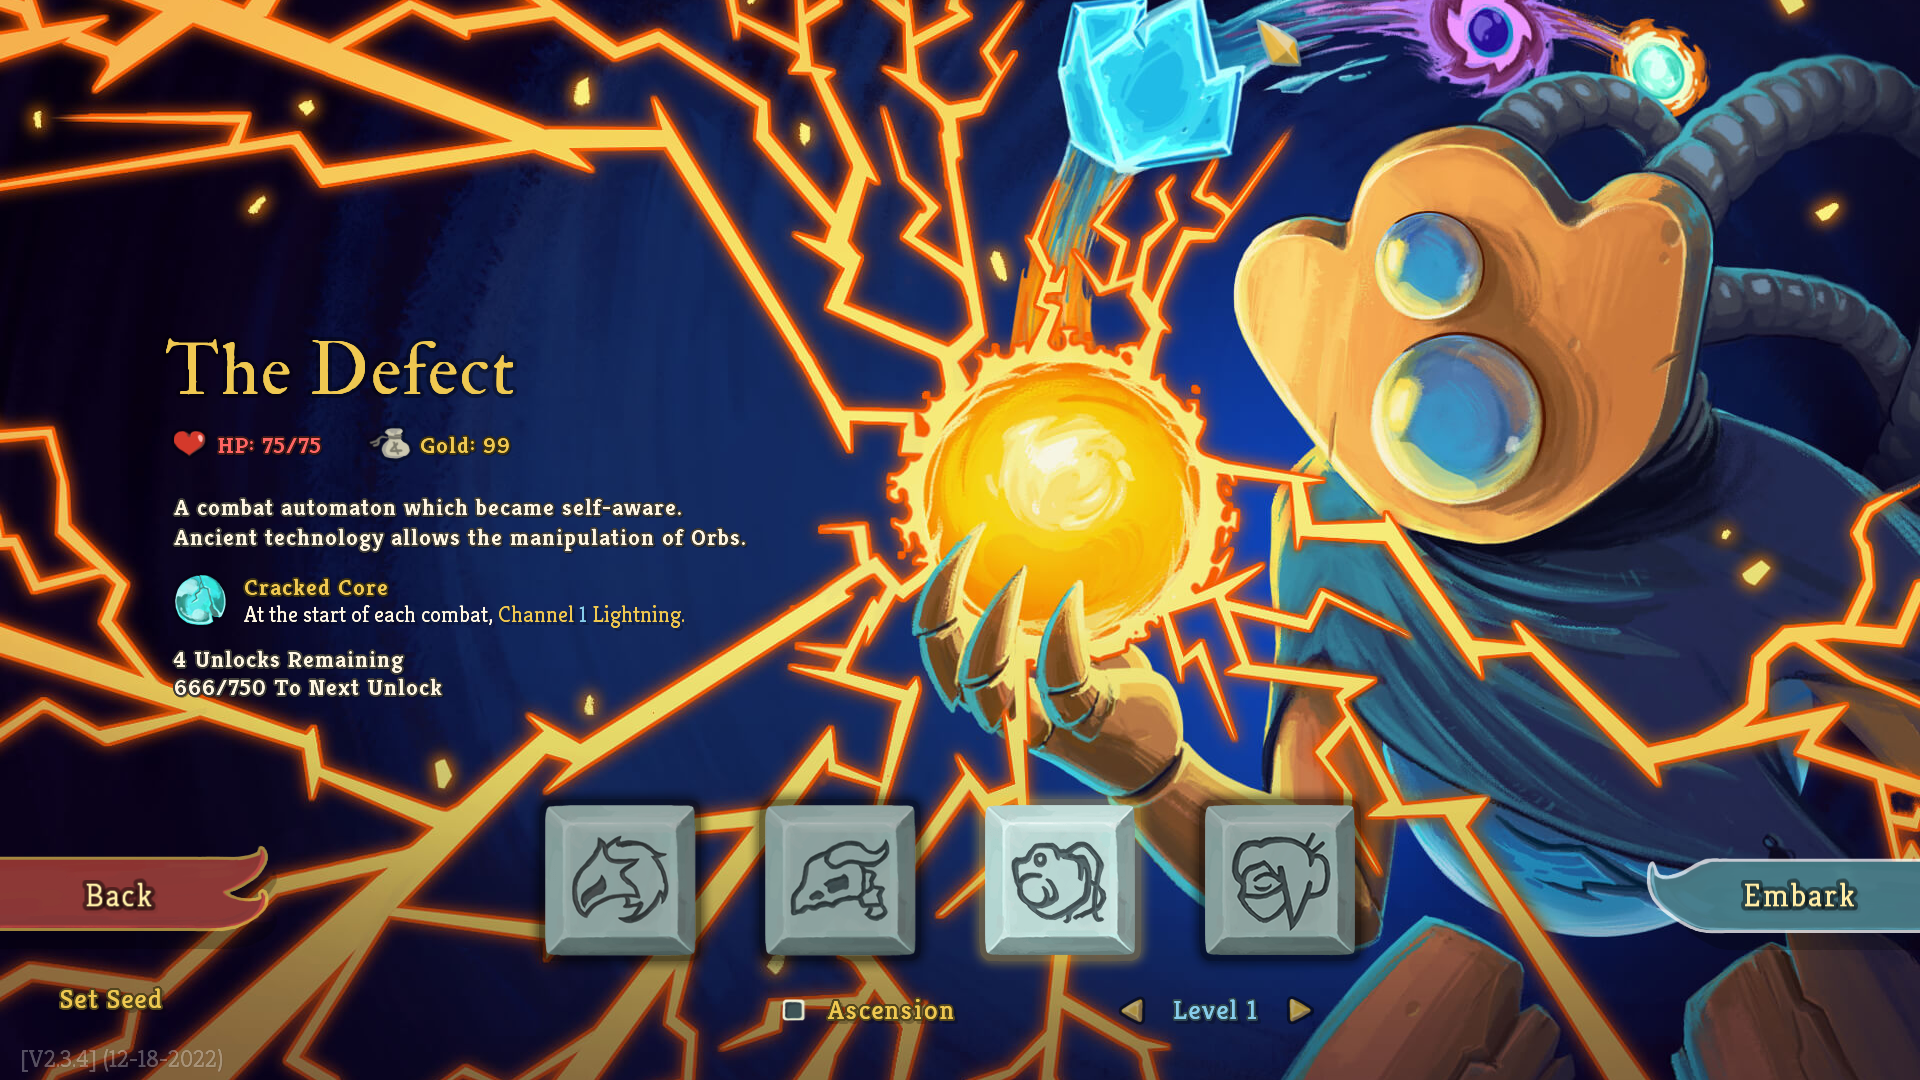 The Defect
HP: 75/75 Gold: 99
A combat automaton which became self-aware.
Ancient technology allows the manipulation of Orbs.
Cracked Core
At the start of each combat, Channel 1 Lightning.
4 Unlocks Remaining
666/750 To Next Unlock
Back
Embark
Set Seed
Ascension
Level 1
[V2.3.4] (12-18-2022)